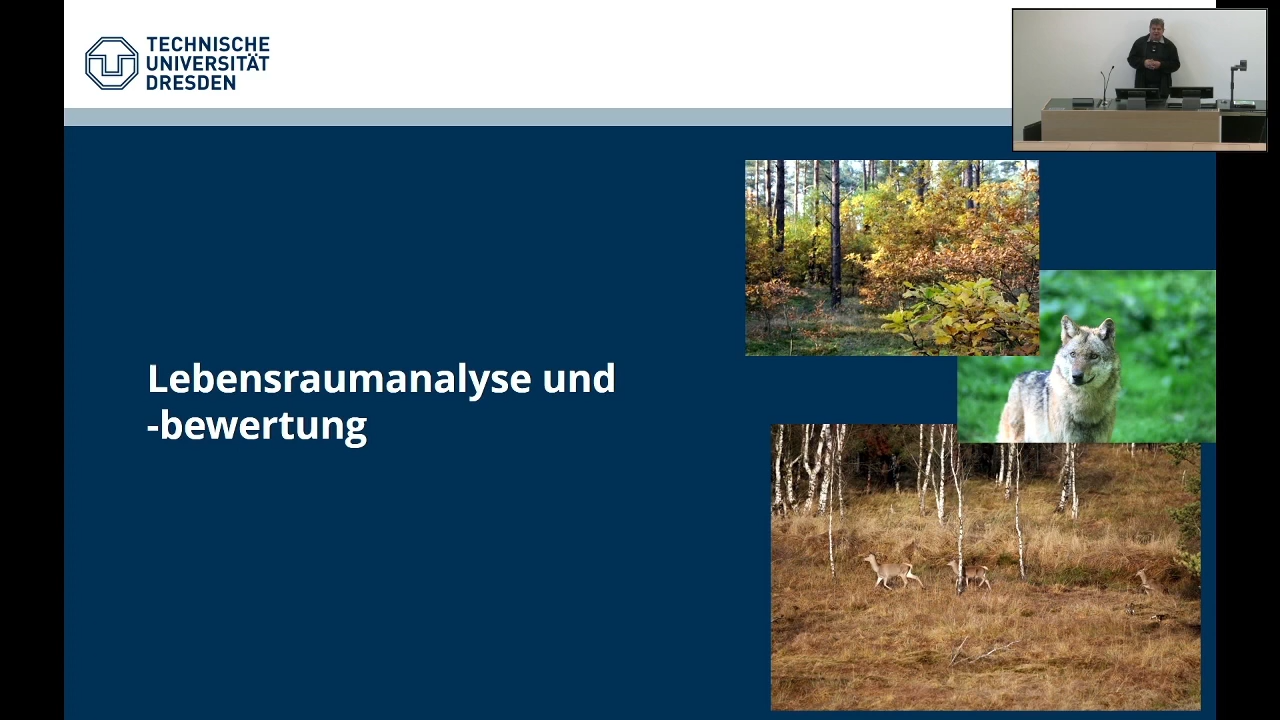 TECHNISCHE
UNIVERSITÄT
DRESDEN
Lebensraumanalyse und
-bewertung